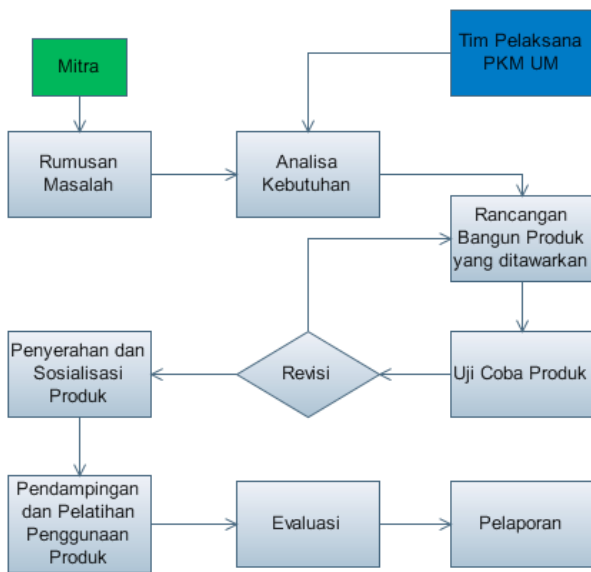 Mitra
Tim Pelaksana
PKM UM
Rumusan
Masalah
Analisa
Kebutuhan
Rancangan
Bangun Produk
yang ditawarkan
Penyerahan dan
Sosialisasi
Produk
Revisi
Uji Coba Produk
Pendampingan
dan Pelatihan
Penggunaan
Produk
Evaluasi
Pelaporan